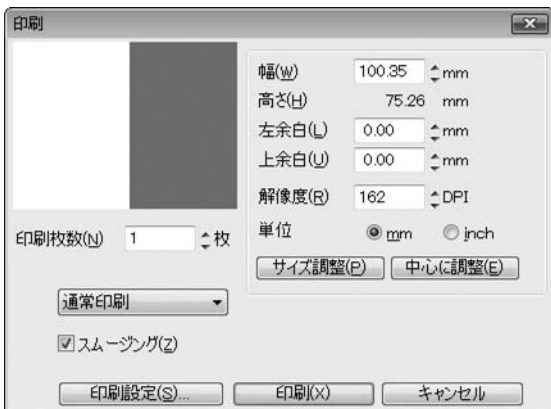 印刷
幅(W) 100.35 mm
高さ(H) 75.26 mm
左余白(L) 0.00 mm
上余白(U) 0.00 mm
解像度(R) 162 DPI
印刷枚数(N) 1 枚
単位 mm inch
サイズ調整(P) 中心に調整(E)
通常印刷
スムージング(Z)
印刷設定(S)... 印刷(X) キャンセル